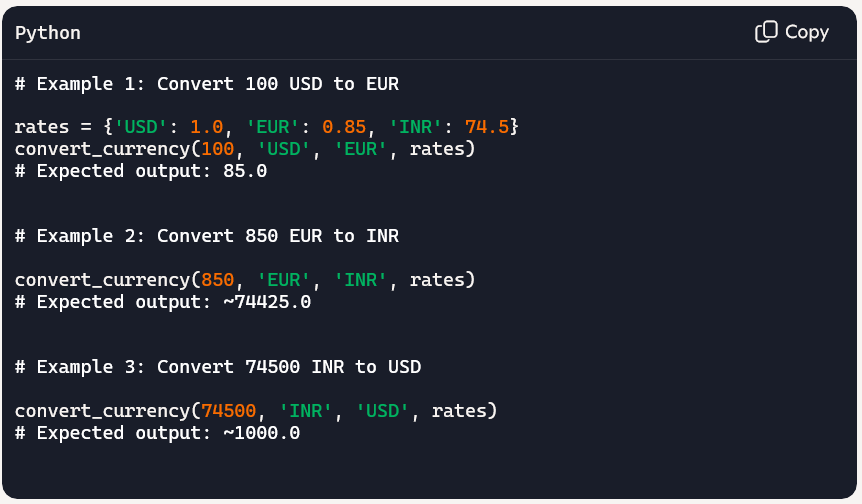 Python
Copy
# Example 1: Convert 100 USD to EUR
rates = {'USD': 1.0, 'EUR': 0.85, 'INR': 74.5}
convert_currency(100, 'USD', 'EUR', rates)
# Expected output: 85.0
# Example 2: Convert 850 EUR to INR
convert_currency(850, 'EUR', 'INR', rates)
# Expected output: ~74425.0
# Example 3: Convert 74500 INR to USD
convert_currency(74500, 'INR', 'USD', rates)
# Expected output: ~1000.0